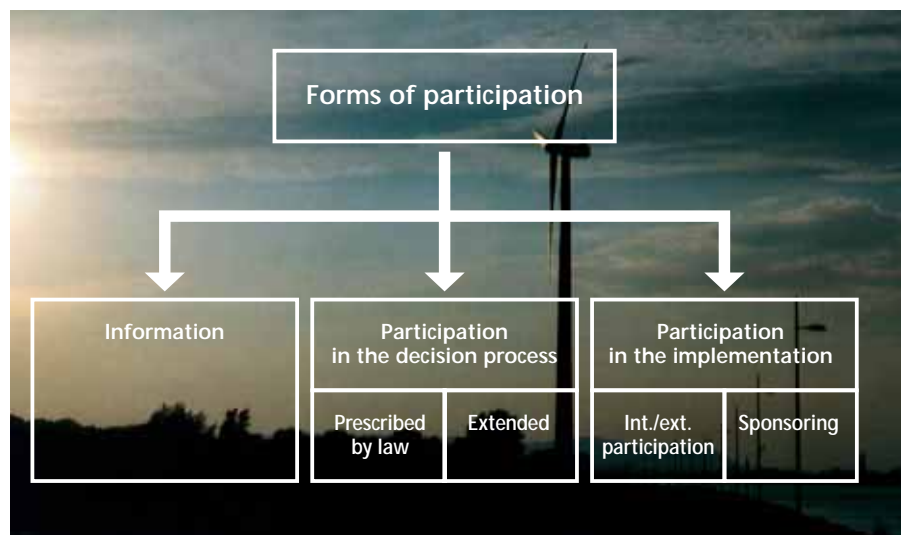 Forms of participation
Information
Participation
in the decision process
Prescribed
by law
Extended
Participation
in the implementation
Int./ext.
participation
Sponsoring